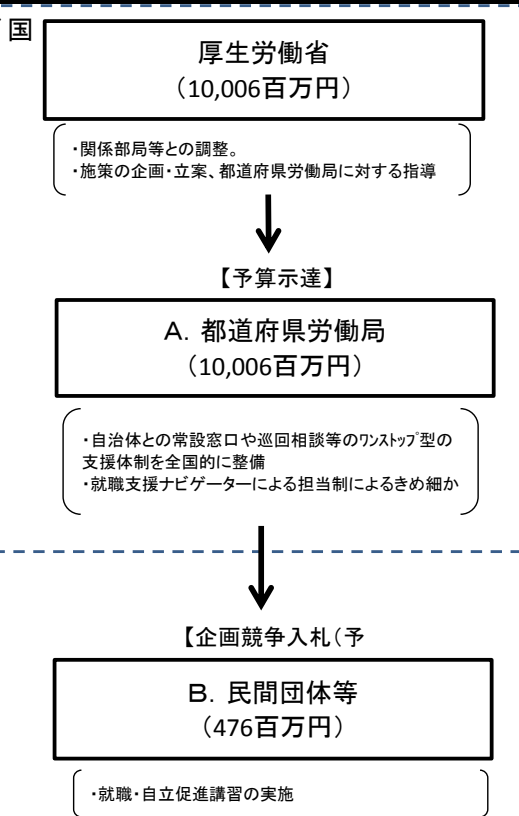 国
厚生労働省
（10,006百万円）
・関係部局等との調整。
・施策の企画・立案、都道府県労働局に対する指導
【予算示達】
A．都道府県労働局
（10,006百万円）
・自治体との常設窓口や巡回相談等のﾜﾝｽﾄｯﾌﾟ型の
支援体制を全国的に整備
・就職支援ナビゲーターによる担当制によるきめ細か
【企画競争入札（予
B．民間団体等
（476百万円）
・就職・自立促進講習の実施